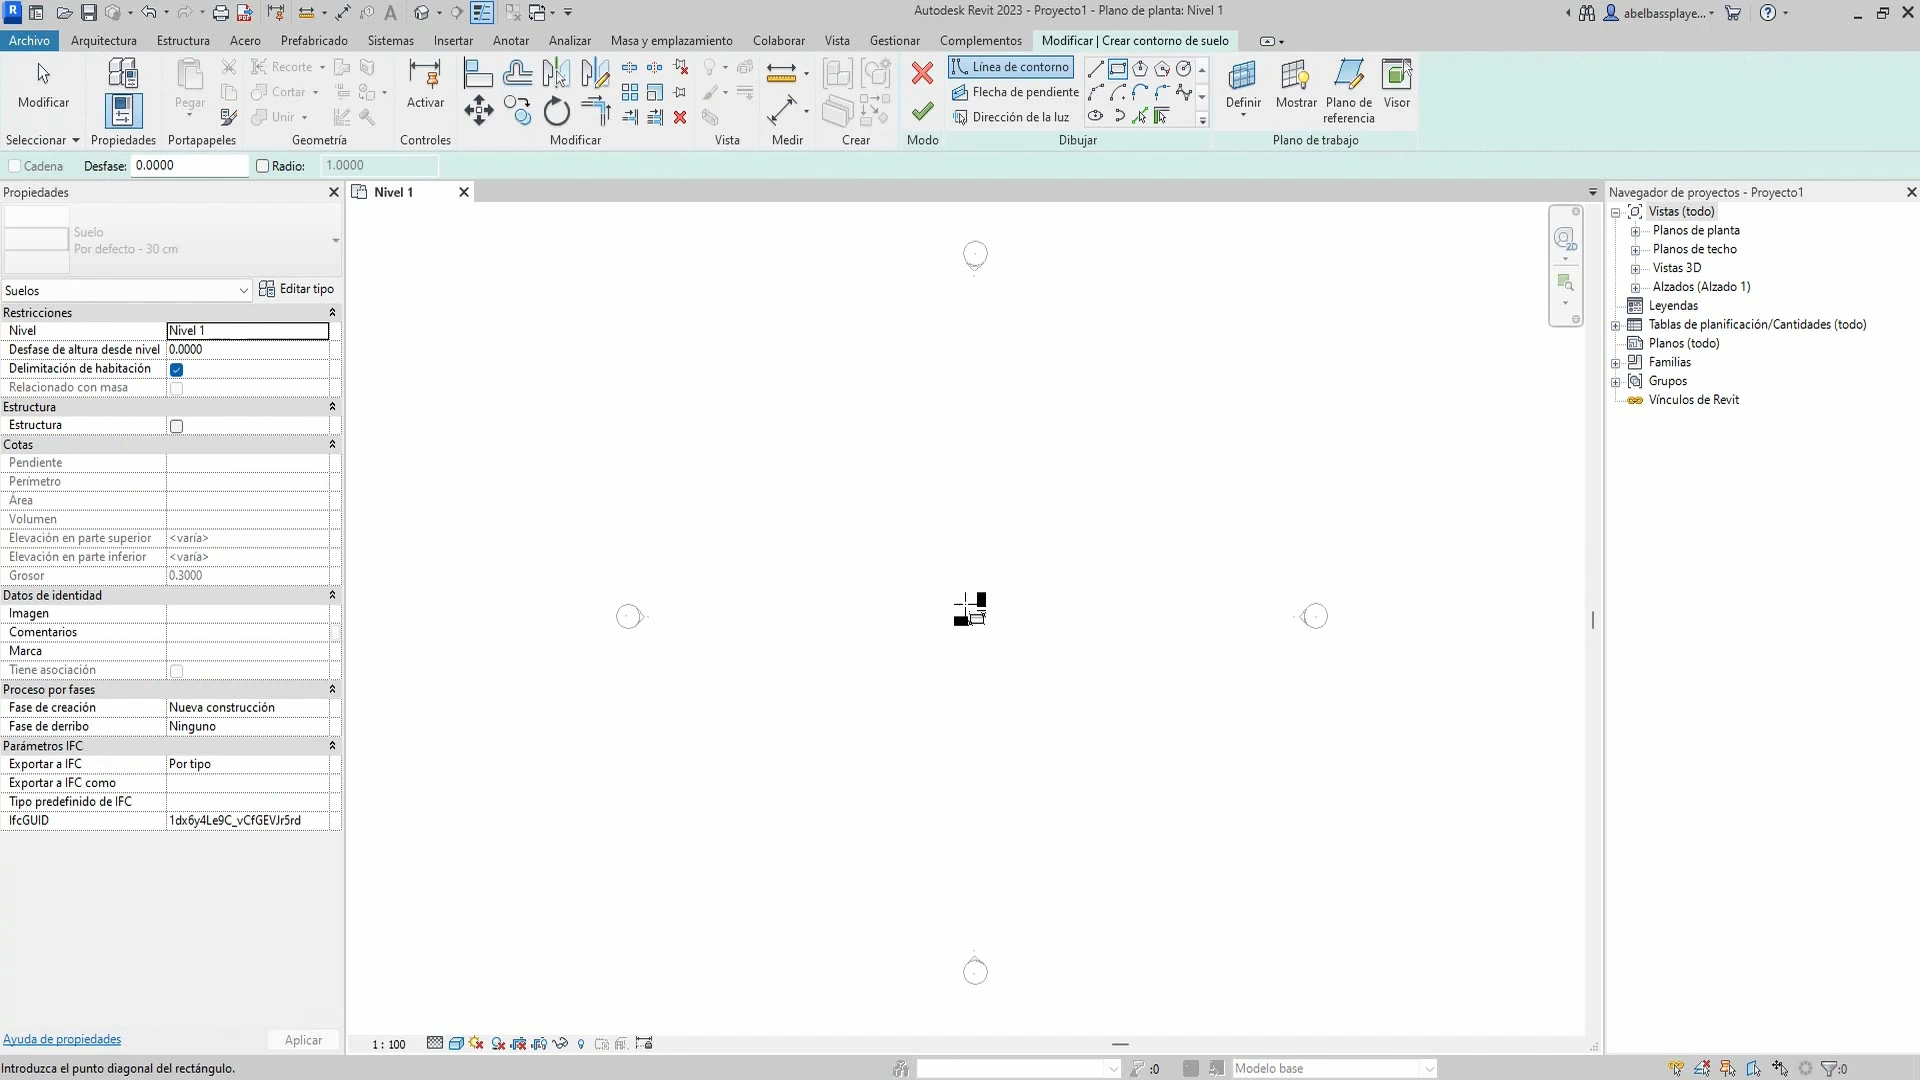 Autodesk Revit 2023 - Proyecto1 - Plano de planta: Nivel 1
abelbassplaye...
Archivo Arquitectura Estructura Acero Prefabricado Sistemas Insertar Anotar Analizar Masa y emplazamiento Colaborar Vista Gestionar Complementos Modificar | Crear contorno de suelo
Modificar
Pegar
Recorte
Cortar
Unir
Activar
Línea de contorno
Flecha de pendiente
Dirección de la luz
Definir
Mostrar
Plano de
referencia
Visor
Seleccionar Propiedades Portapapeles Geometría Controles Modificar Vista Medir Crear Modo Dibujar Plano de trabajo
Cadena Desfase: 0.0000 Radio: 1.0000
Propiedades
Suelo
Por defecto - 30 cm
Suelos Editar tipo
Restricciones
Nivel Nivel 1
Desfase de altura desde nivel 0.0000
Delimitación de habitación
Relacionado con masa
Estructura
Estructura
Cotas
Pendiente
Perímetro
Área
Volumen
Elevación en parte superior <varía>
Elevación en parte inferior <varía>
Grosor 0.3000
Datos de identidad
Imagen
Comentarios
Marca
Tiene asociación
Proceso por fases
Fase de creación Nueva construcción
Fase de derribo Ninguno
Parámetros IFC
Exportar a IFC Por tipo
Exportar a IFC como
Tipo predefinido de IFC
IfcGUID 1dx6y4Le9C_vCfGEVJr5rd
Ayuda de propiedades Aplicar
Nivel 1
2D
1 : 100
Navegador de proyectos - Proyecto1
Vistas (todo)
Planos de planta
Planos de techo
Vistas 3D
Alzados (Alzado 1)
Leyendas
Tablas de planificación/Cantidades (todo)
Planos (todo)
Familias
Grupos
Vínculos de Revit
Introduzca el punto diagonal del rectángulo.
:0
Modelo base
:0